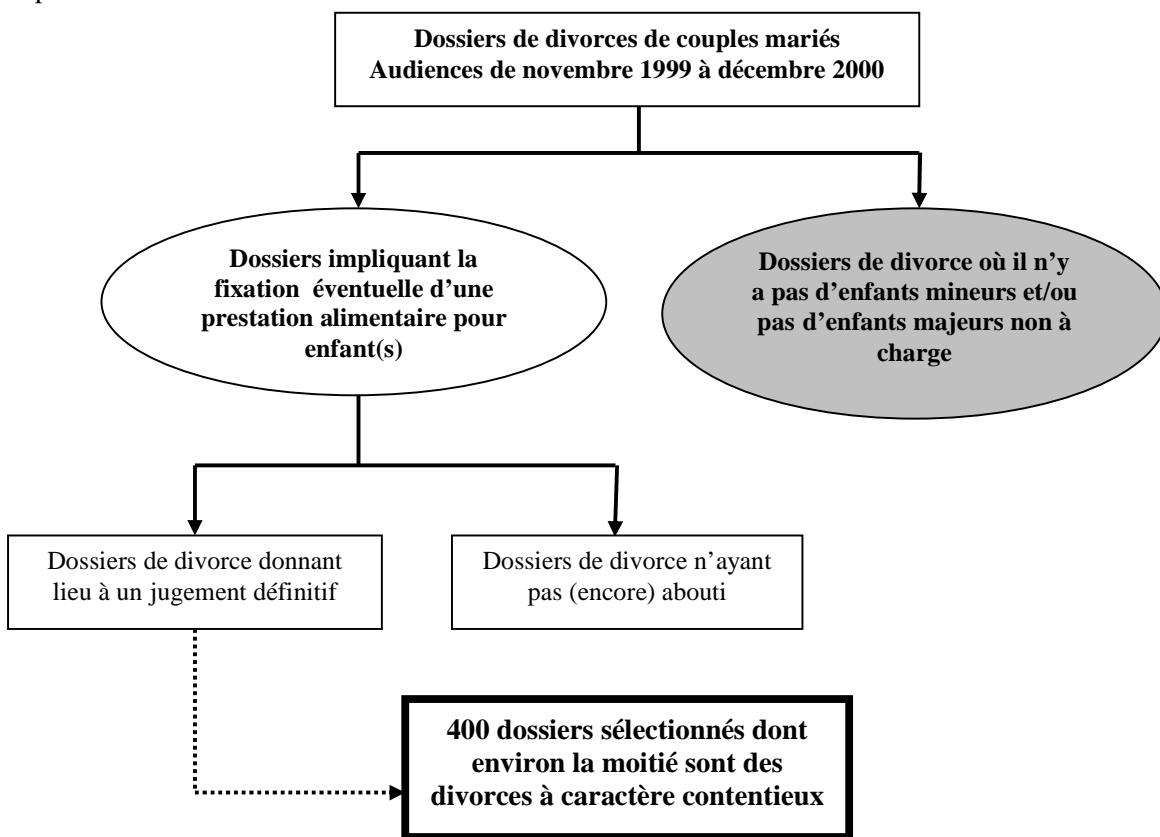 Dossiers de divorces de couples mariés
Audiences de novembre 1999 à décembre 2000
Dossiers impliquant la
fixation éventuelle d'une
prestation alimentaire pour
enfant(s)
Dossiers de divorce où il n'y
a pas d'enfants mineurs et/ou
pas d'enfants majeurs non à
charge
Dossiers de divorce donnant
lieu à un jugement définitif
Dossiers de divorce n'ayant
pas (encore) abouti
400 dossiers sélectionnés dont
environ la moitié sont des
divorces à caractère contentieux